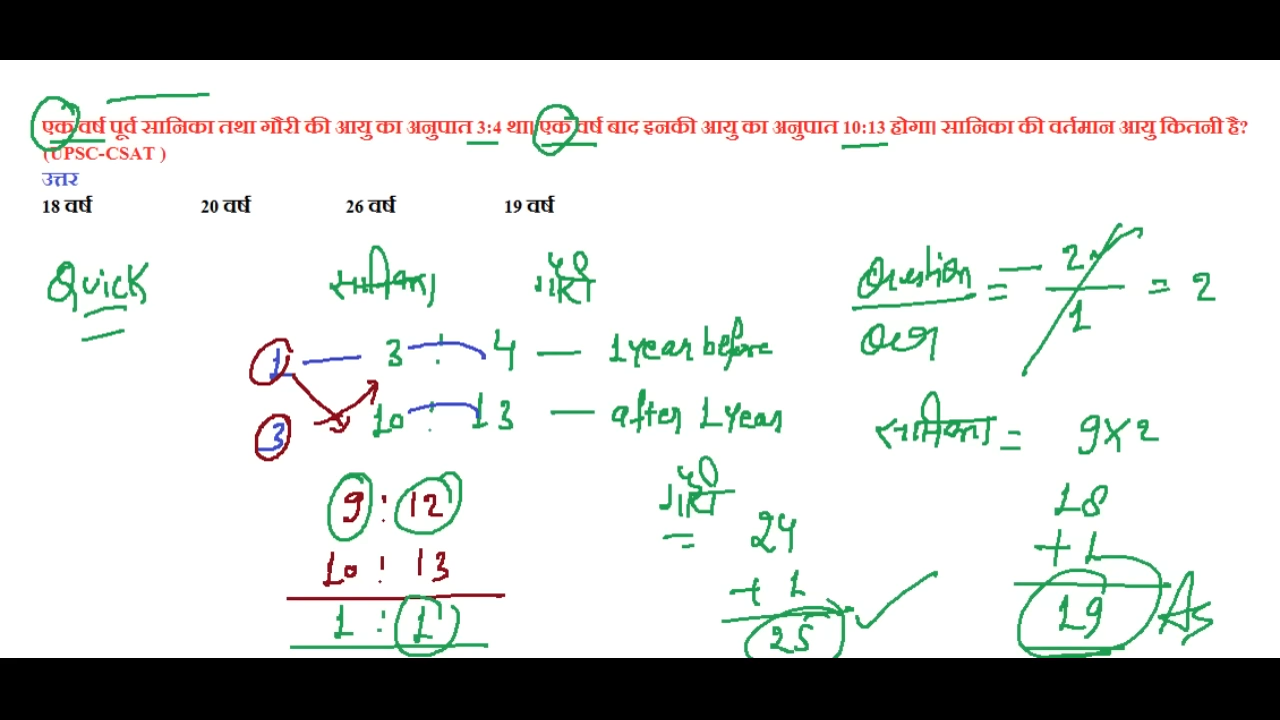 एक वर्ष पूर्व सानिका तथा गौरी की आयु का अनुपात 3:4 था। एक वर्ष बाद इनकी आयु का अनुपात 10:13 होगा। सानिका की वर्तमान आयु कितनी है?
(UPSC-CSAT )
उत्तर
18 वर्ष 20 वर्ष 26 वर्ष 19 वर्ष
Quick सानिका गौरी
1 — 3 : 4 — 1 year before
3 10 : 13 — after 1 year
9 : 12
10 : 13
1 : 1
गौरी
24
+ 1
25
Question = — 2 / 1 = 2
सानिका = 9 x 2
18
+ 1
19 As